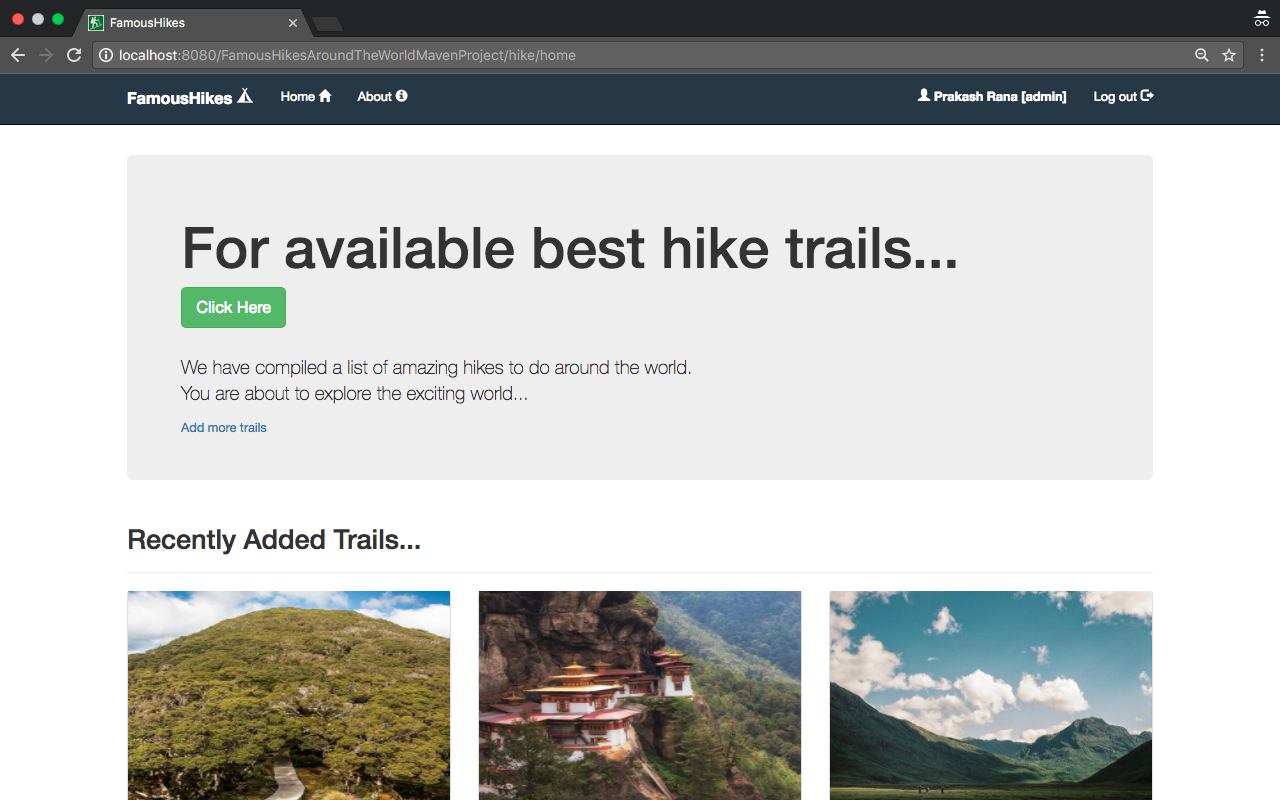 FamousHikes
localhost:8080/FamousHikesAroundTheWorldMavenProject/hike/home
FamousHikes Home About Prakash Rana [admin] Log out
For available best hike trails...
Click Here
We have compiled a list of amazing hikes to do around the world.
You are about to explore the exciting world...
Add more trails
Recently Added Trails...